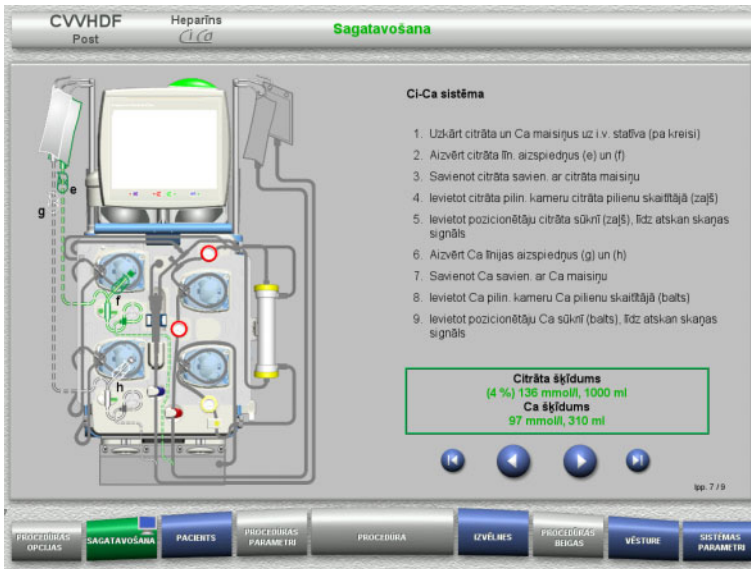 CVVHDF
Post
Heparīns
CiCa
Sagatavošana
Ci-Ca sistēma
1. Uzkārt citrāta un Ca maisiņus uz i.v. statīva (pa kreisi)
2. Aizvērt citrāta līn. aizspiedņus (e) un (f)
3. Savienot citrāta savien. ar citrāta maisiņu
4. Ievietot citrāta pilin. kameru citrāta pilienu skaitītājā (zaļš)
5. Ievietot pozicionētāju citrāta sūknī (zaļš), līdz atskan skaņas
signāls
6. Aizvērt Ca līnijas aizspiedņus (g) un (h)
7. Savienot Ca savien. ar Ca maisiņu
8. Ievietot Ca pilin. kameru Ca pilienu skaitītājā (balts)
9. Ievietot pozicionētāju Ca sūknī (balts), līdz atskan skaņas
signāls
e
g
f
h
Citrāta šķīdums
(4 %) 136 mmol/l, 1000 ml
Ca šķīdums
97 mmol/l, 310 ml
lpp. 7 / 9
PROCEDŪRAS
OPCIJAS
SAGATAVOŠANA
PACIENTS
PROCEDŪRAS
PARAMETRI
PROCEDŪRA
IZVĒLNES
PROCEDŪRAS
BEIGAS
VĒSTURE
SISTĒMAS
PARAMETRI